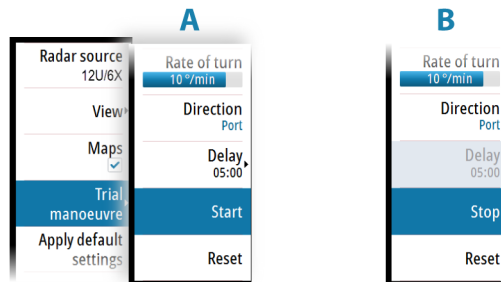 A
Radar source
12U/6X
View
Maps
Trial
manoeuvre
Apply default
settings
Rate of turn
10 º/min
Direction
Port
Delay
05:00
Start
Reset
B
Rate of turn
10 º/min
Direction
Port
Delay
05:00
Stop
Reset